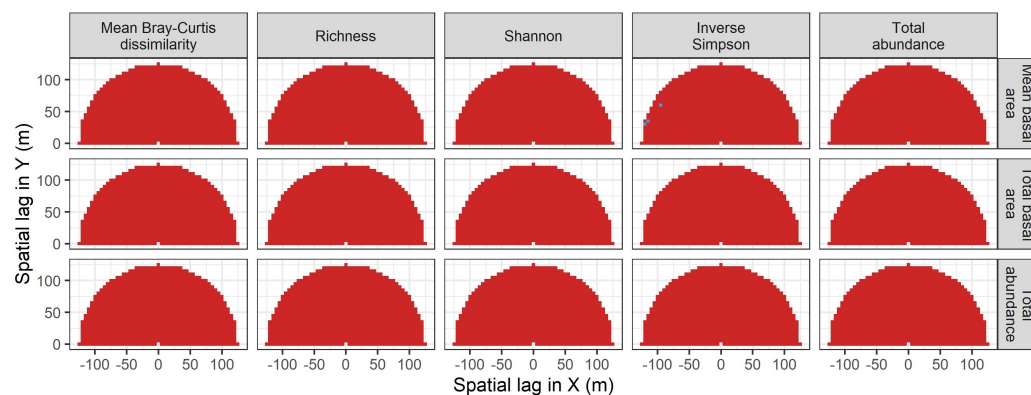 Mean Bray-Curtis
dissimilarity
Richness
Shannon
Inverse
Simpson
Total
abundance
100
50
0
Mean basal
area
100
50
0
Total basal
area
100
50
0
Total
abundance
Spatial lag in Y (m)
-100 -50 0 50 100 -100 -50 0 50 100 -100 -50 0 50 100 -100 -50 0 50 100 -100 -50 0 50 100
Spatial lag in X (m)